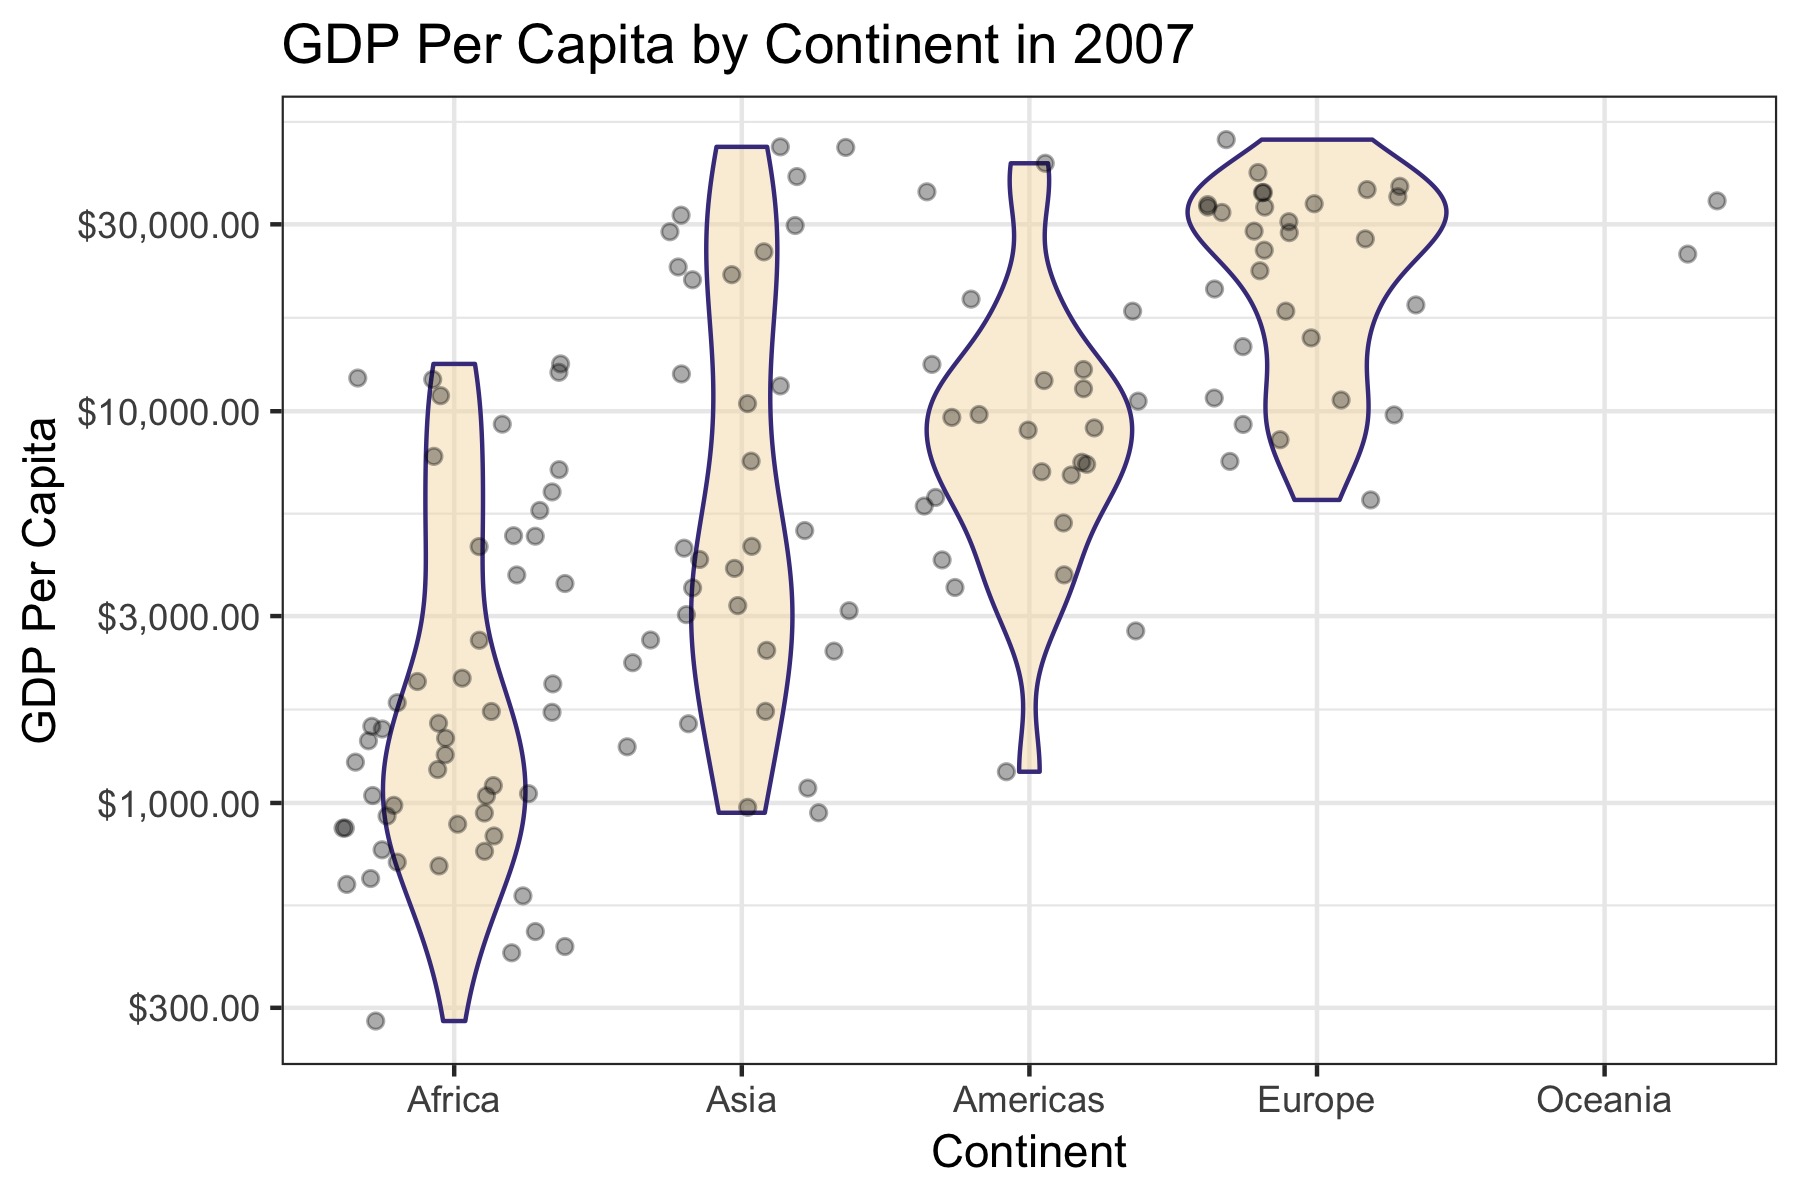 GDP Per Capita by Continent in 2007
GDP Per Capita
$30,000.00
$10,000.00
$3,000.00
$1,000.00
$300.00
Africa Asia Americas Europe Oceania
Continent